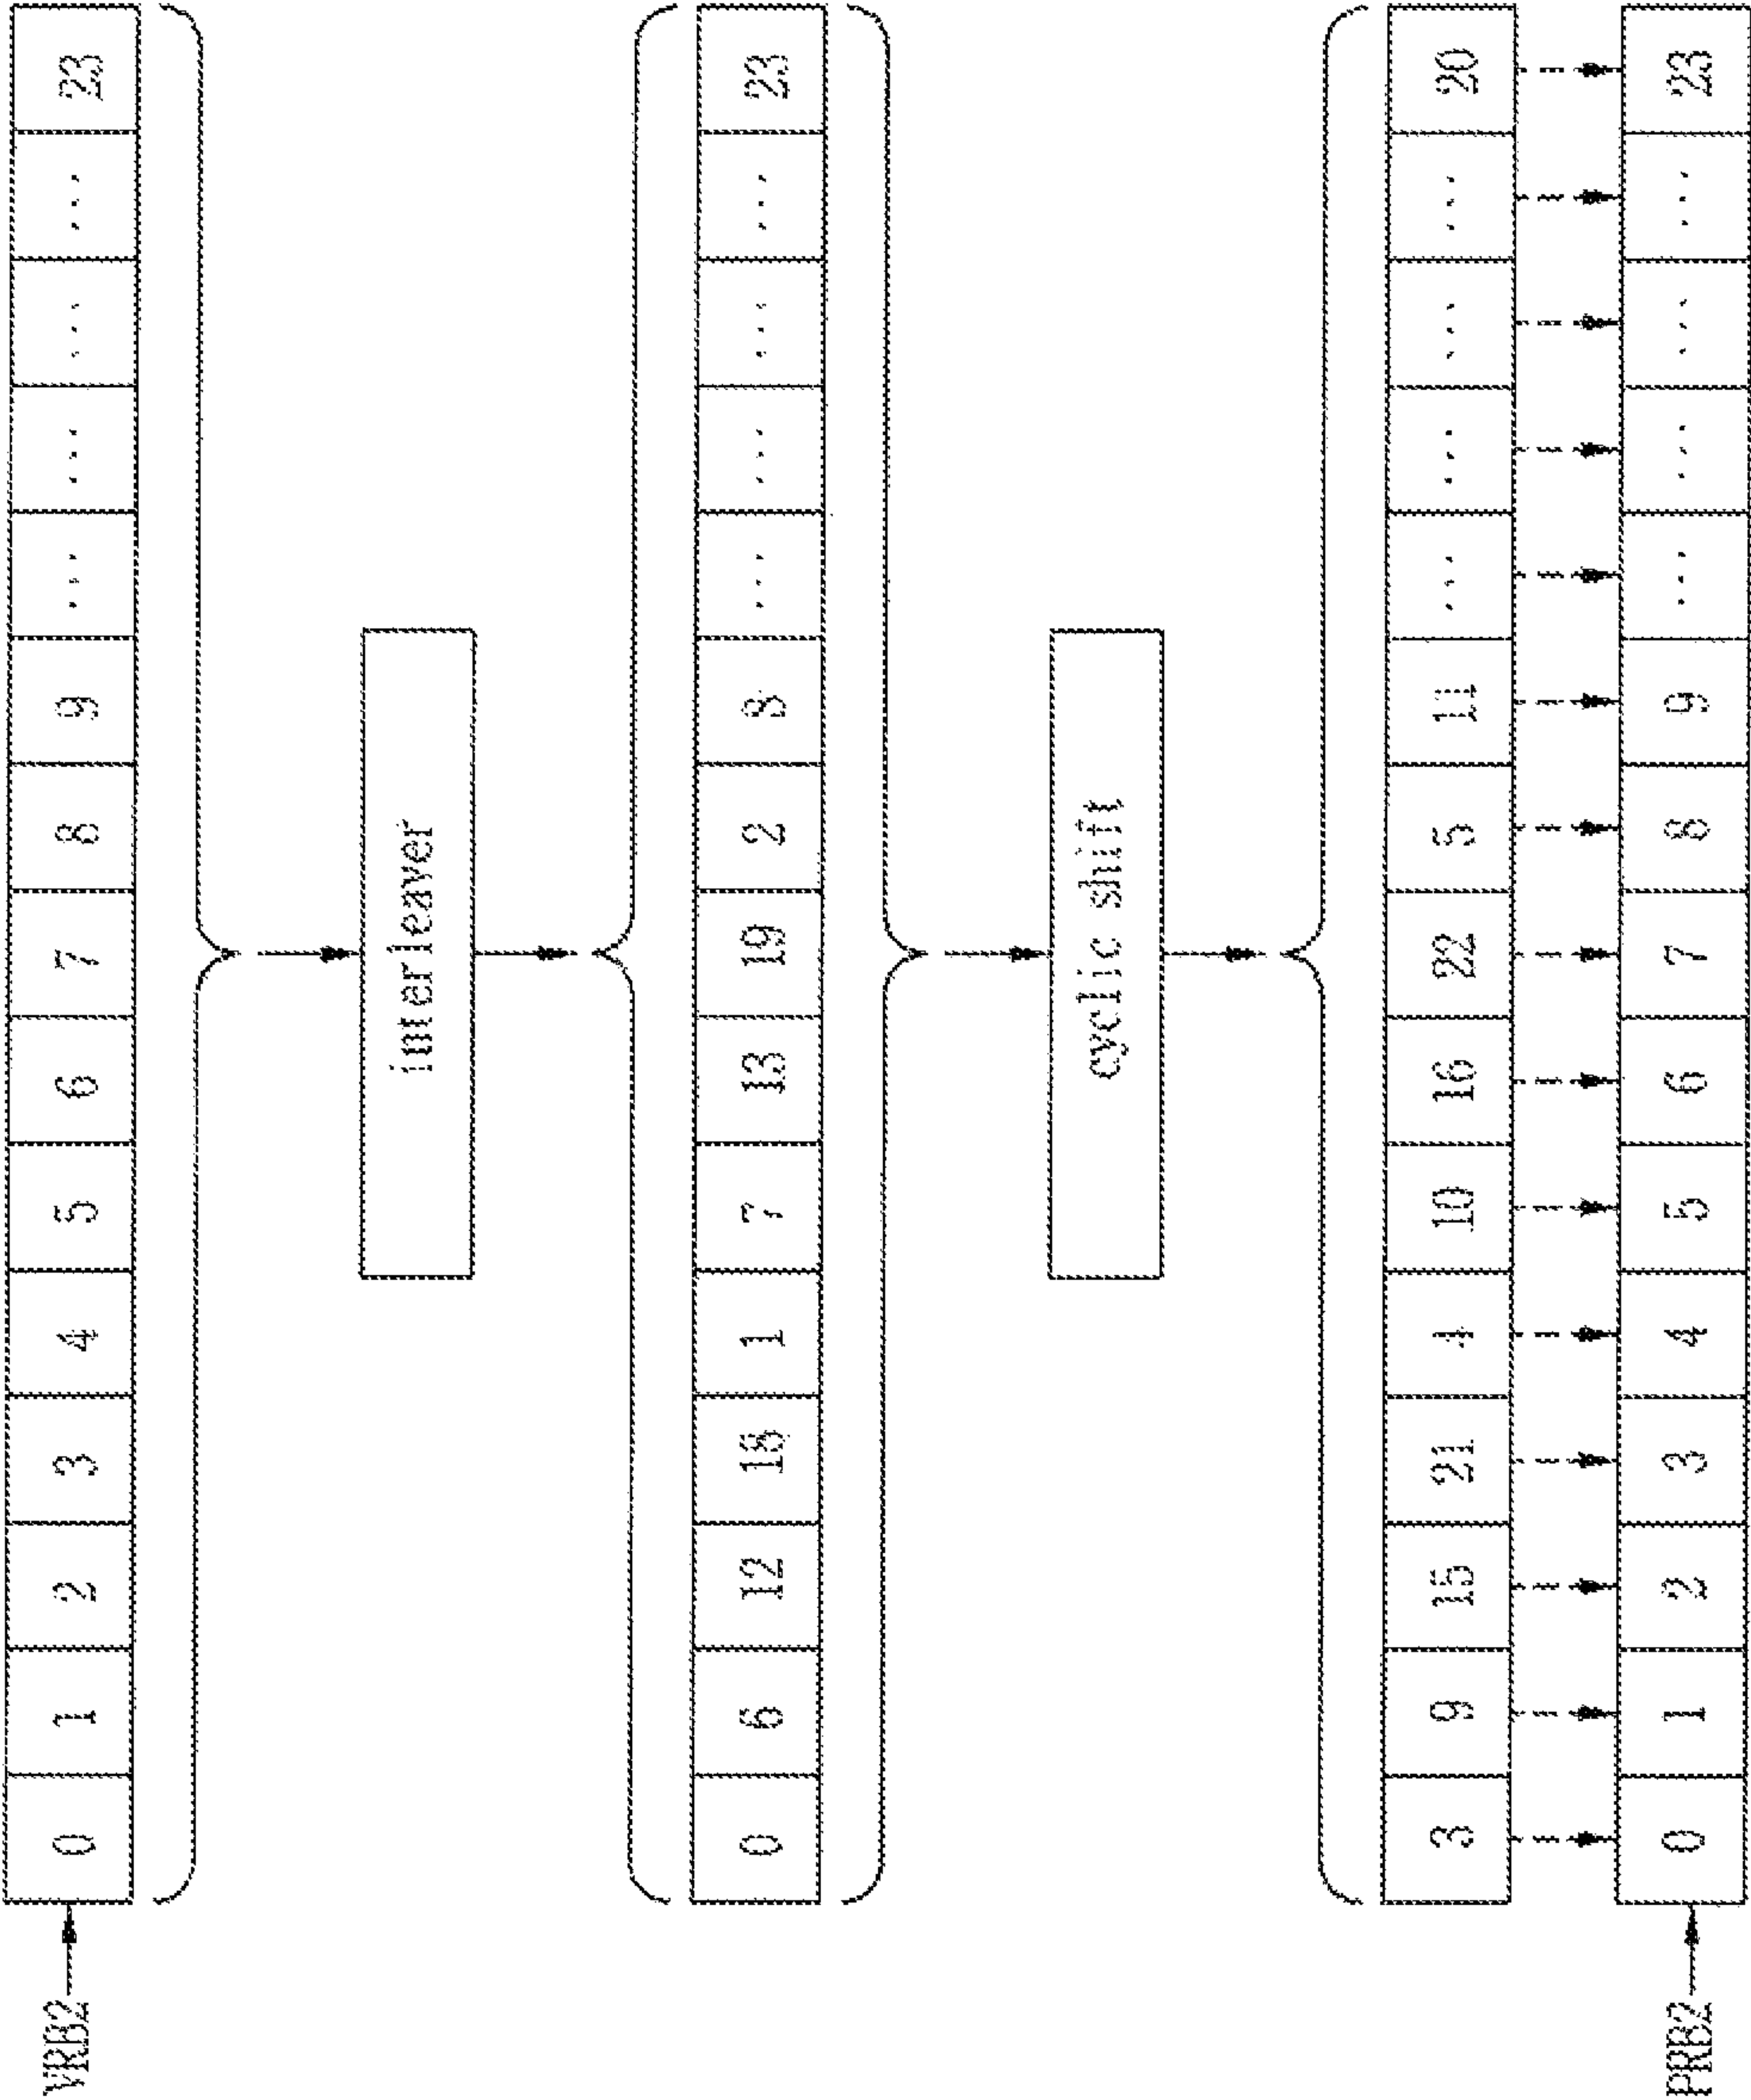 VRB2 0 1 2 3 4 5 6 7 8 9 ... ... ... ... 23
interleaver
0 6 12 18 1 7 13 19 2 8 ... ... ... ... 23
cyclic shift
3 9 15 21 4 10 16 22 5 11 ... ... ... ... 20
PRB2 0 1 2 3 4 5 6 7 8 9 ... ... ... ... 23